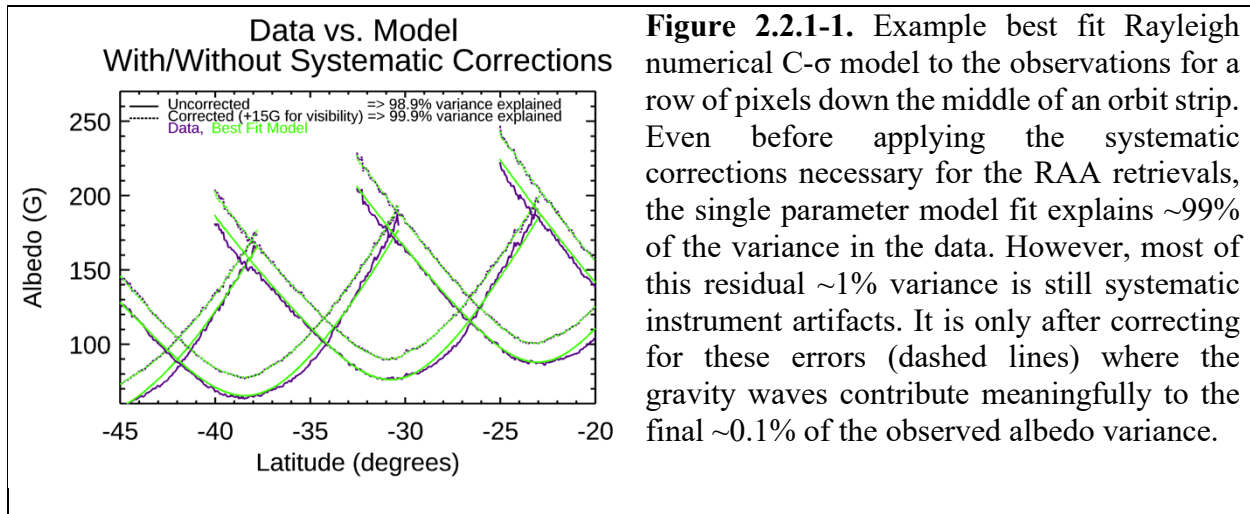 Data vs. Model
With/Without Systematic Corrections
Uncorrected => 98.9% variance explained
Corrected (+15G for visibility) => 99.9% variance explained
Data, Best Fit Model
Albedo (G)
250
200
150
100
-45 -40 -35 -30 -25 -20
Latitude (degrees)
Figure 2.2.1-1. Example best fit Rayleigh
numerical C-σ model to the observations for a
row of pixels down the middle of an orbit strip.
Even before applying the systematic
corrections necessary for the RAA retrievals,
the single parameter model fit explains ~99%
of the variance in the data. However, most of
this residual ~1% variance is still systematic
instrument artifacts. It is only after correcting
for these errors (dashed lines) where the
gravity waves contribute meaningfully to the
final ~0.1% of the observed albedo variance.